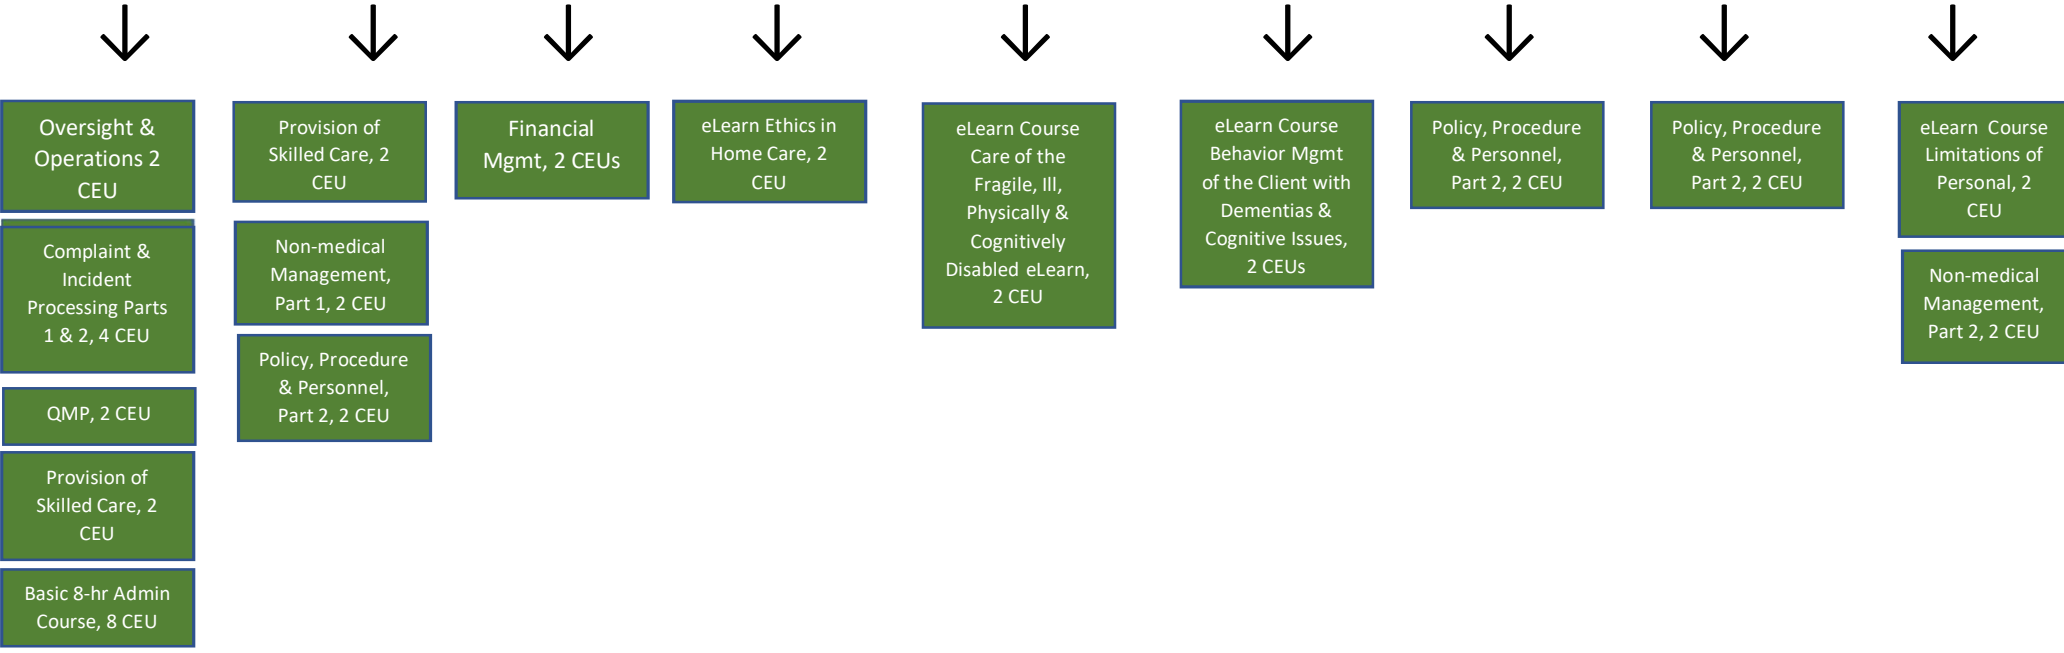 Oversight &
Operations 2
CEU
Complaint &
Incident
Processing Parts
1 & 2, 4 CEU
QMP, 2 CEU
Provision of
Skilled Care, 2
CEU
Basic 8-hr Admin
Course, 8 CEU
Provision of
Skilled Care, 2
CEU
Non-medical
Management,
Part 1, 2 CEU
Policy, Procedure
& Personnel,
Part 2, 2 CEU
Financial
Mgmt, 2 CEUs
eLearn Ethics in
Home Care, 2
CEU
eLearn Course
Care of the
Fragile, Ill,
Physically &
Cognitively
Disabled eLearn,
2 CEU
eLearn Course
Behavior Mgmt
of the Client with
Dementias &
Cognitive Issues,
2 CEUs
Policy, Procedure
& Personnel,
Part 2, 2 CEU
Policy, Procedure
& Personnel,
Part 2, 2 CEU
eLearn Course
Limitations of
Personal, 2
CEU
Non-medical
Management,
Part 2, 2 CEU